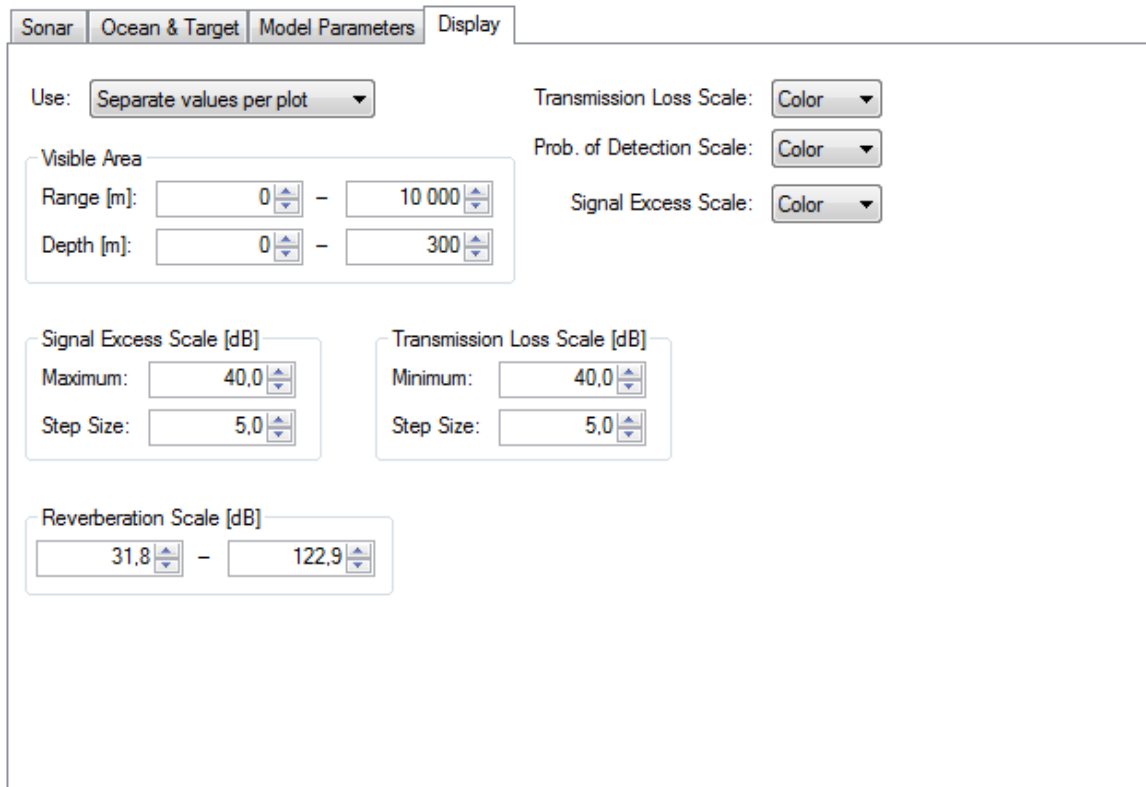 Sonar Ocean & Target Model Parameters Display
Use: Separate values per plot
Transmission Loss Scale: Color
Prob. of Detection Scale: Color
Signal Excess Scale: Color
Visible Area
Range [m]: 0 – 10 000
Depth [m]: 0 – 300
Signal Excess Scale [dB]
Maximum: 40,0
Step Size: 5,0
Transmission Loss Scale [dB]
Minimum: 40,0
Step Size: 5,0
Reverberation Scale [dB]
31,8 – 122,9